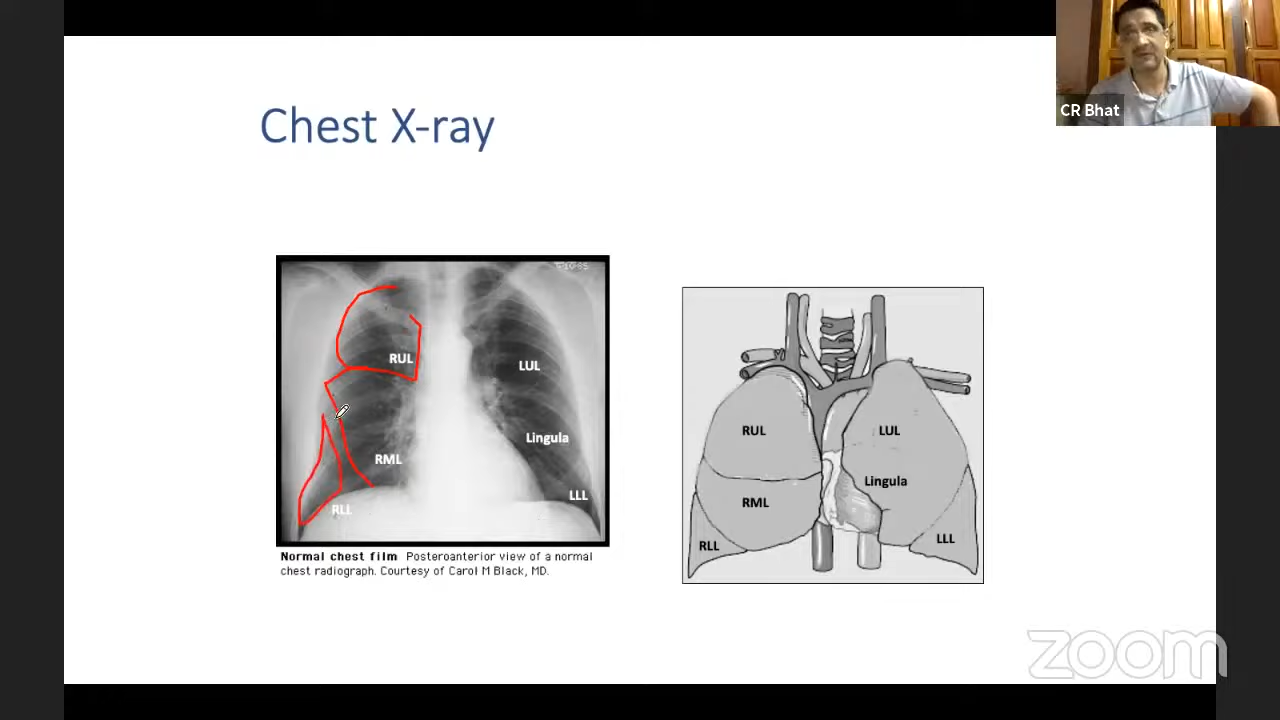 CR Bhat
Chest X-ray
RUL
LUL
Lingula
RML
LLL
RLL
Normal chest film Posteroanterior view of a normal
chest radiograph. Courtesy of Carol M Black, MD.
RUL
LUL
Lingula
RML
RLL
LLL
zoom